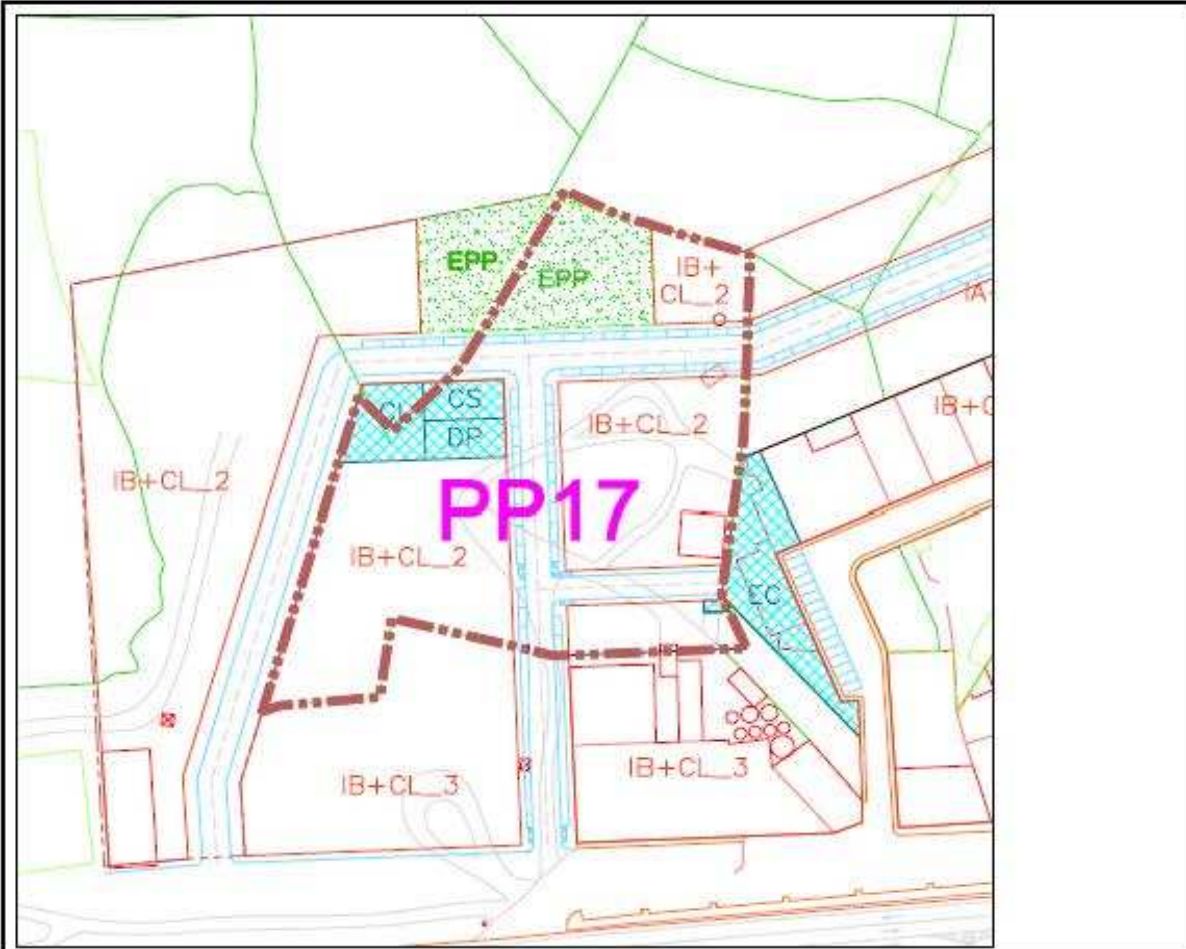 EPP
EPP
IB+
CL_2
IA-
CL
CS
DP
IB+CL_2
IB+C
IB+CL_2
PP17
IB+CL_2
EC
IB+CL_3
IB+CL_3